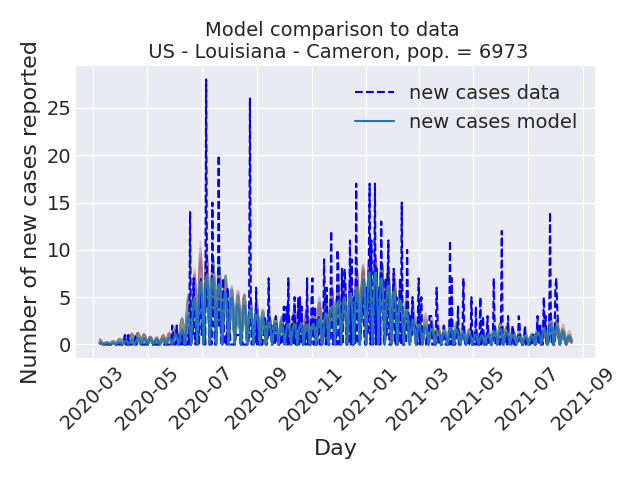 Model comparison to data
US - Louisiana - Cameron, pop. = 6973
Number of new cases reported
new cases data
new cases model
25
20
15
10
5
0
2020-03
2020-05
2020-07
2020-09
2020-11
2021-01
2021-03
2021-05
2021-07
2021-09
Day